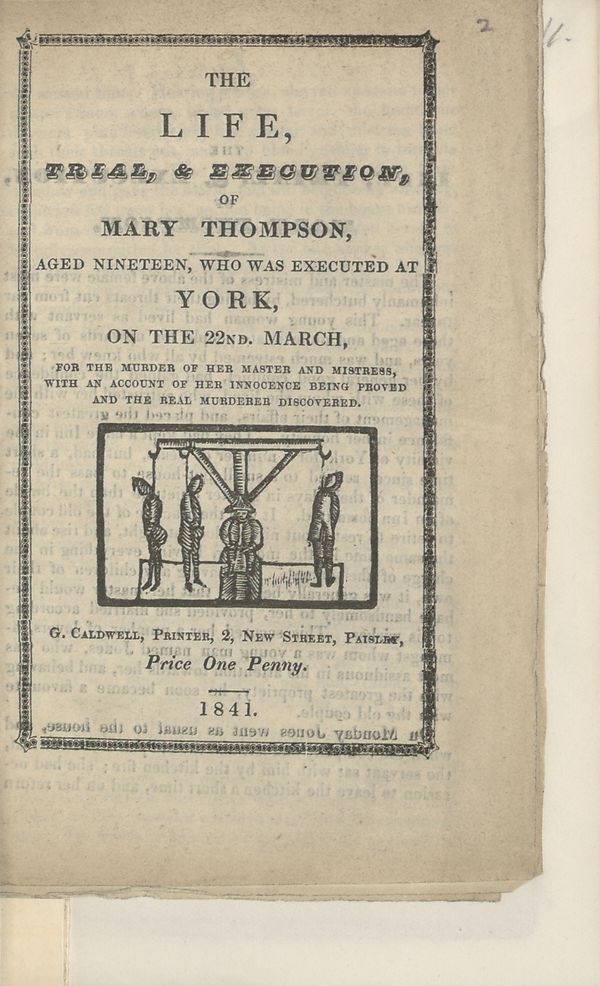 2
THE
LIFE,
TRIAL, & EXECUTION,
OF
MARY THOMPSON,
AGED NINETEEN, WHO WAS EXECUTED AT
YORK,
ON THE 22ND. MARCH,
FOR THE MURDER OF HER MASTER AND MISTRESS,
WITH AN ACCOUNT OF HER INNOCENCE BEING PROVED
AND THE REAL MURDERER DISCOVERED.
G. CALDWELL, PRINTER, 2, NEW STREET, PAISLEY,
Price One Penny.
1841.